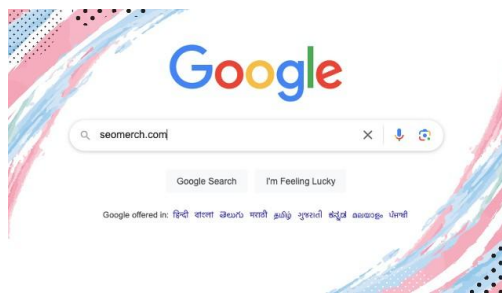 Google
seomerch.com
Google Search I'm Feeling Lucky
Google offered in: हिन्दी বাংলা తెలుగు मराठी தமிழ் ગુજરાતી ಕನ್ನಡ മലയാളം ਪੰਜਾਬੀ